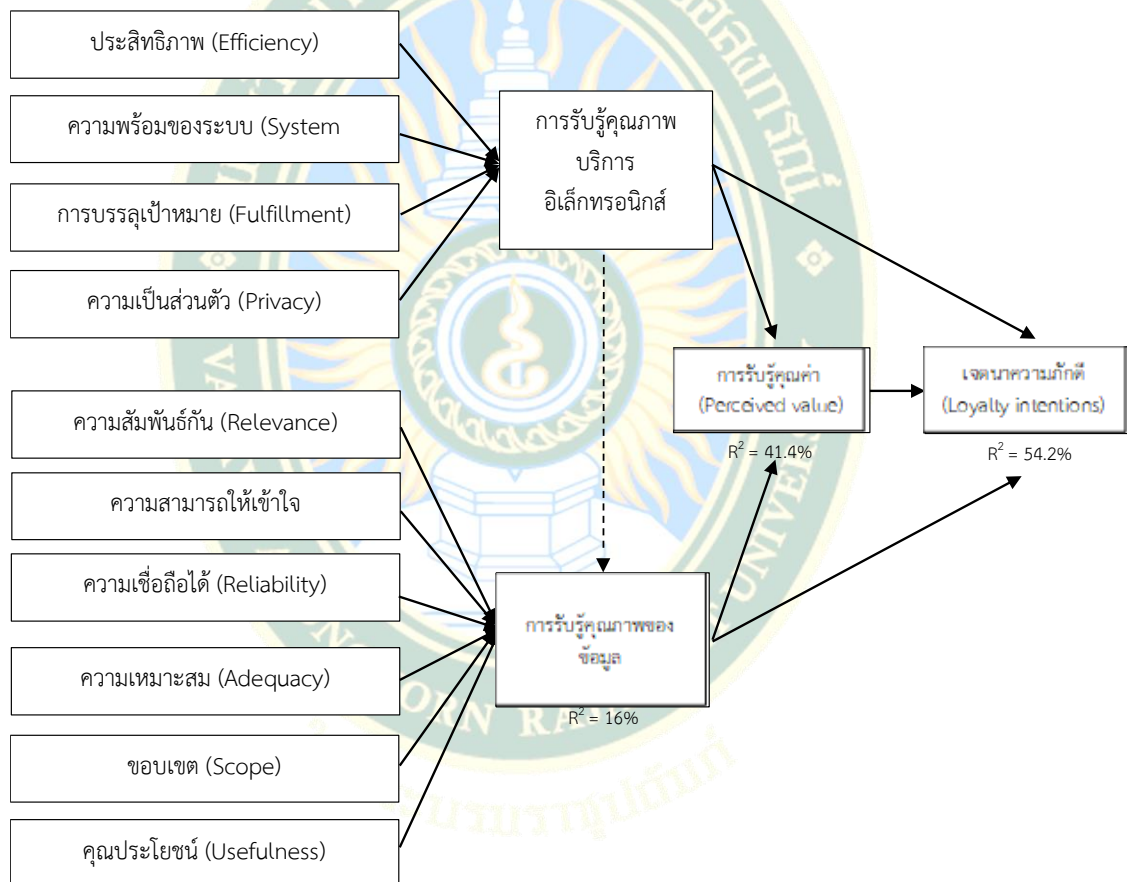 ประสิทธิภาพ (Efficiency)
ความพร้อมของระบบ (System
การบรรลุเป้าหมาย (Fulfillment)
ความเป็นส่วนตัว (Privacy)
การรับรู้คุณภาพ
บริการ
อิเล็กทรอนิกส์
การรับรู้คุณค่า
(Perceived value)
R² = 41.4%
เจตนาความภักดี
(Loyalty intentions)
R² = 54.2%
ความสัมพันธ์กัน (Relevance)
ความสามารถให้เข้าใจ
ความเชื่อถือได้ (Reliability)
ความเหมาะสม (Adequacy)
ขอบเขต (Scope)
คุณประโยชน์ (Usefulness)
การรับรู้คุณภาพของ
ข้อมูล
R² = 16%